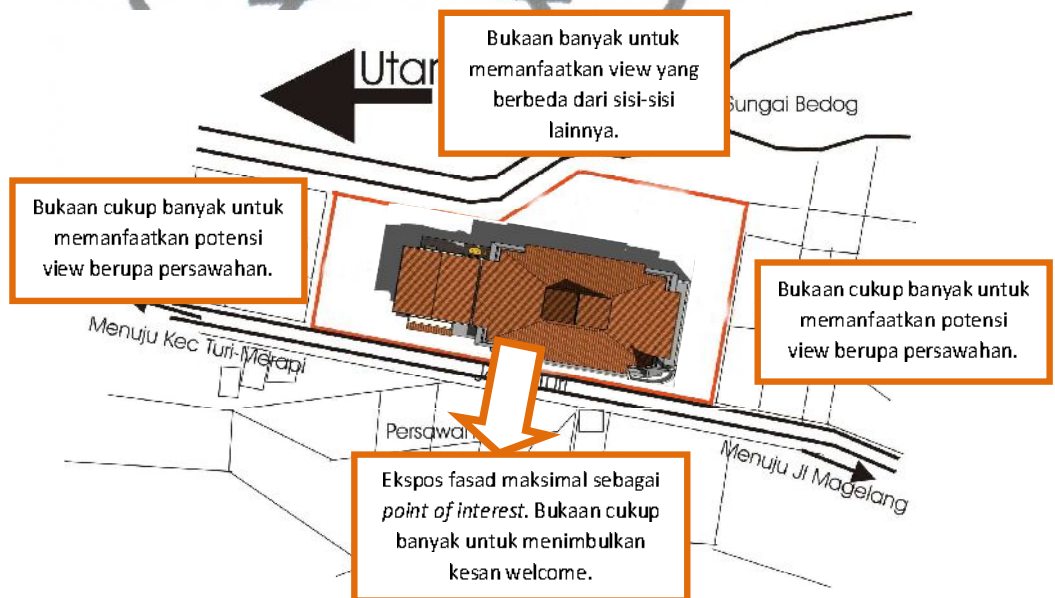 Bukaan banyak untuk
memanfaatkan view yang
berbeda dari sisi-sisi
lainnya.
Utar
Sungai Bedog
Bukaan cukup banyak untuk
memanfaatkan potensi
view berupa persawahan.
Bukaan cukup banyak untuk
memanfaatkan potensi
view berupa persawahan.
Menuju Kec Turi-Merapi
Persawah
Menuju Jl Magelang
Ekspos fasad maksimal sebagai
point of interest. Bukaan cukup
banyak untuk menimbulkan
kesan welcome.